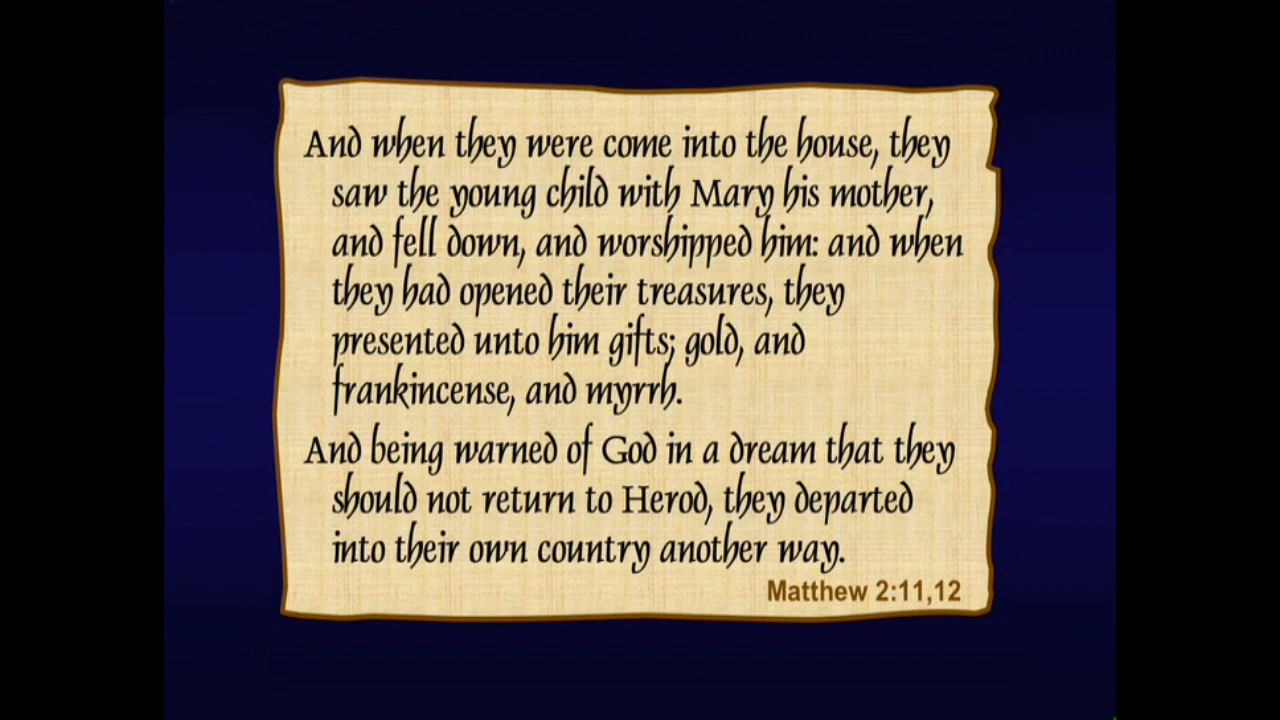 And when they were come into the house, they
saw the young child with Mary his mother,
and fell down, and worshipped him: and when
they had opened their treasures, they
presented unto him gifts; gold, and
frankincense, and myrrh.
And being warned of God in a dream that they
should not return to Herod, they departed
into their own country another way.
Matthew 2:11,12